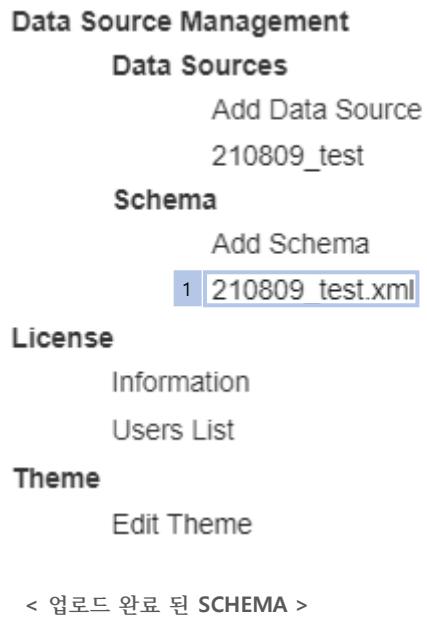 Data Source Management
Data Sources
Add Data Source
210809_test
Schema
Add Schema
1 210809_test.xml
License
Information
Users List
Theme
Edit Theme
< 업로드 완료 된 SCHEMA >